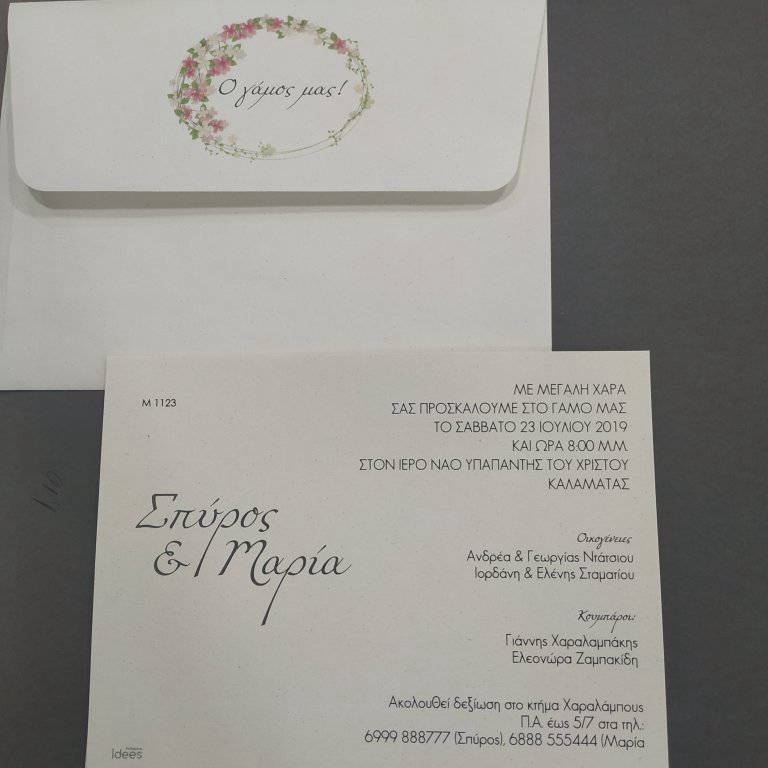 Ο γάμος μας!
Μ 1123
ΜΕ ΜΕΓΑΛΗ ΧΑΡΑ
ΣΑΣ ΠΡΟΣΚΑΛΟΥΜΕ ΣΤΟ ΓΑΜΟ ΜΑΣ
ΤΟ ΣΑΒΒΑΤΟ 23 ΙΟΥΛΙΟΥ 2019
ΚΑΙ ΩΡΑ 8:00 Μ.Μ.
ΣΤΟΝ ΙΕΡΟ ΝΑΟ ΥΠΑΠΑΝΤΗΣ ΤΟΥ ΧΡΙΣΤΟΥ
ΚΑΛΑΜΑΤΑΣ
Σπύρος
& Μαρία
Οικογένειες
Ανδρέα & Γεωργίας Ντάτσιου
Ιορδάνη & Ελένης Σταματίου
Κουμπάροι:
Γιάννης Χαραλαμπάκης
Ελεονώρα Ζαμπακίδη
Ακολουθεί δεξίωση στο κτήμα Χαραλάμπους
Π.Α. έως 5/7 στα τηλ.:
6999 888777 (Σπύρος), 6888 555444 (Μαρία
Idees